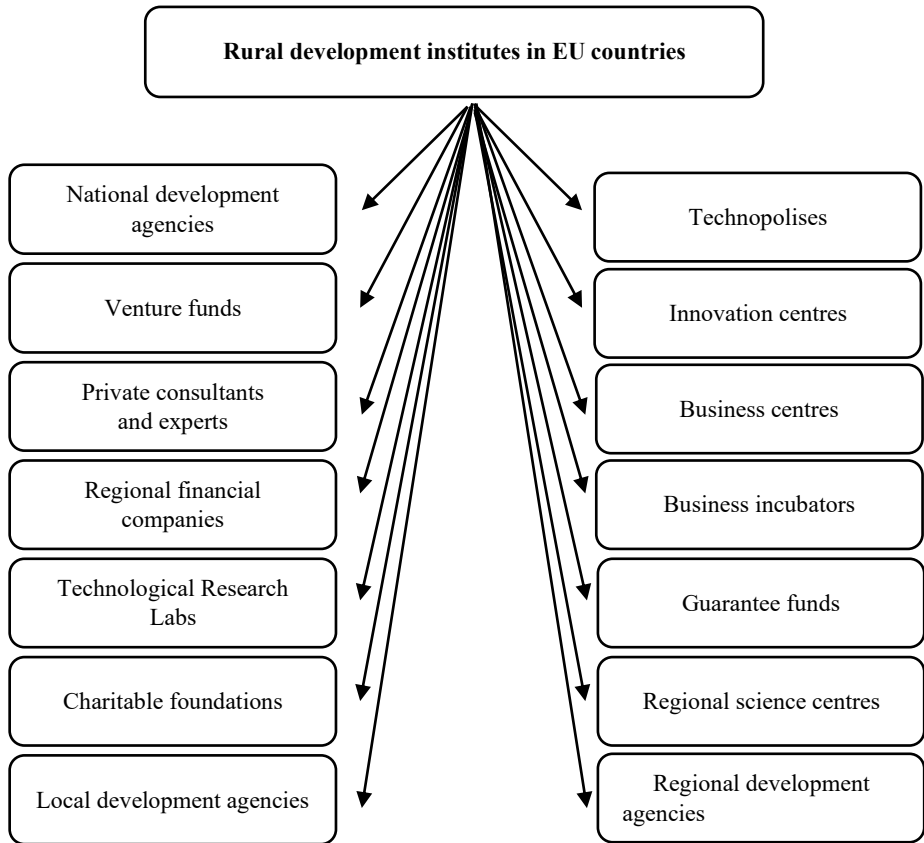 Rural development institutes in EU countries
National development
agencies
Venture funds
Private consultants
and experts
Regional financial
companies
Technological Research
Labs
Charitable foundations
Local development agencies
Technopolises
Innovation centres
Business centres
Business incubators
Guarantee funds
Regional science centres
Regional development
agencies